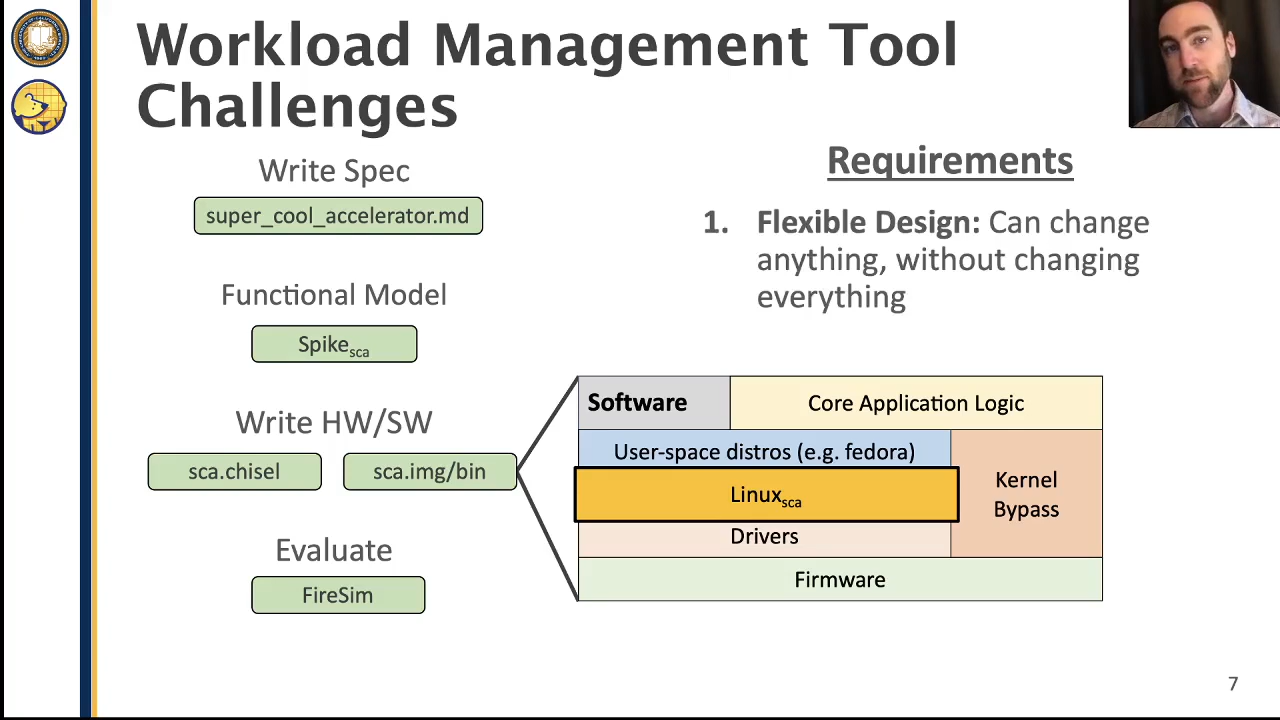 Workload Management Tool
Challenges
Write Spec
super_cool_accelerator.md
Functional Model
Spikesca
Write HW/SW
sca.chisel
sca.img/bin
Evaluate
FireSim
Requirements
1. Flexible Design: Can change
anything, without changing
everything
Software
Core Application Logic
User-space distros (e.g. fedora)
Linuxsca
Drivers
Kernel
Bypass
Firmware
7